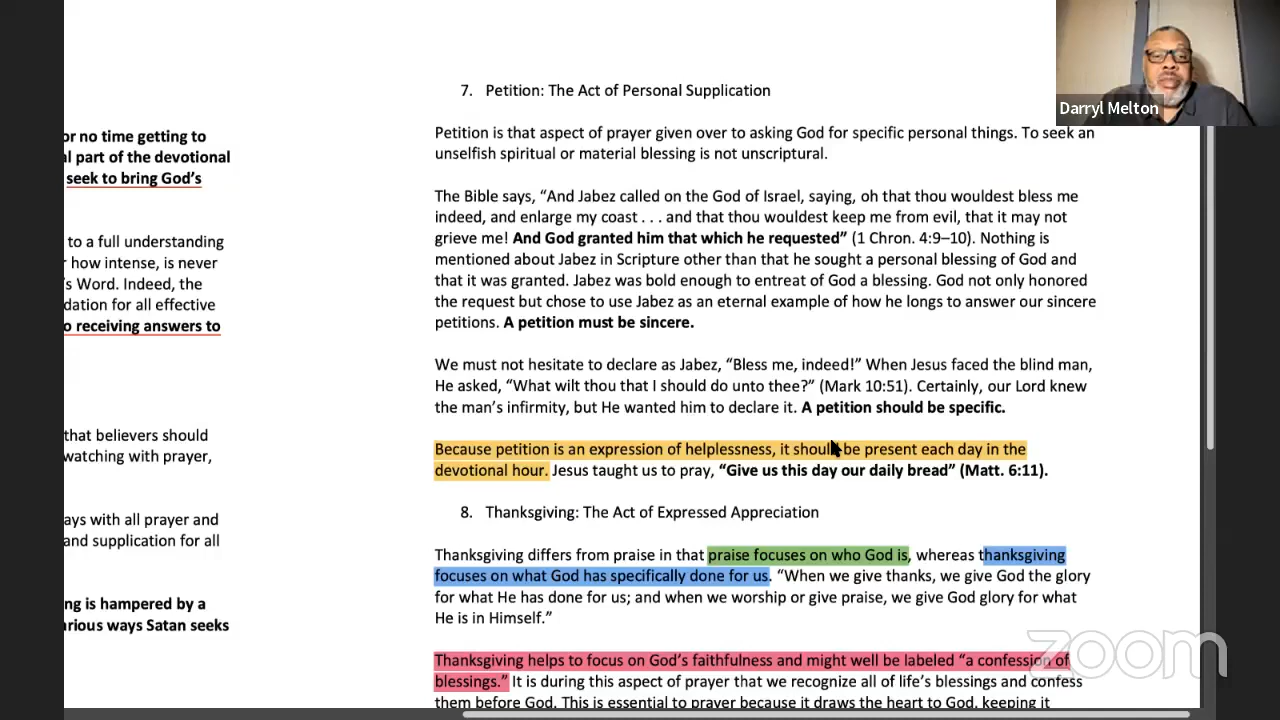 or no time getting to
al part of the devotional
seek to bring God's
to a full understanding
how intense, is never
's Word. Indeed, the
dation for all effective
o receiving answers to
that believers should
watching with prayer,
ays with all prayer and
and supplication for all
ng is hampered by a
arious ways Satan seeks
7. Petition: The Act of Personal Supplication
Petition is that aspect of prayer given over to asking God for specific personal things. To seek an
unselfish spiritual or material blessing is not unscriptural.
The Bible says, “And Jabez called on the God of Israel, saying, oh that thou wouldest bless me
indeed, and enlarge my coast . . . and that thou wouldest keep me from evil, that it may not
grieve me! And God granted him that which he requested” (1 Chron. 4:9–10). Nothing is
mentioned about Jabez in Scripture other than that he sought a personal blessing of God and
that it was granted. Jabez was bold enough to entreat of God a blessing. God not only honored
the request but chose to use Jabez as an eternal example of how he longs to answer our sincere
petitions. A petition must be sincere.
We must not hesitate to declare as Jabez, “Bless me, indeed!” When Jesus faced the blind man,
He asked, “What wilt thou that I should do unto thee?” (Mark 10:51). Certainly, our Lord knew
the man’s infirmity, but He wanted him to declare it. A petition should be specific.
Because petition is an expression of helplessness, it should be present each day in the
devotional hour. Jesus taught us to pray, “Give us this day our daily bread” (Matt. 6:11).
8. Thanksgiving: The Act of Expressed Appreciation
Thanksgiving differs from praise in that praise focuses on who God is, whereas thanksgiving
focuses on what God has specifically done for us. “When we give thanks, we give God the glory
for what He has done for us; and when we worship or give praise, we give God glory for what
He is in Himself.”
Thanksgiving helps to focus on God’s faithfulness and might well be labeled “a confession of
blessings.” It is during this aspect of prayer that we recognize all of life’s blessings and confess
them before God. This is essential to prayer because it draws the heart to God, keeping it
Darryl Melton
zoom